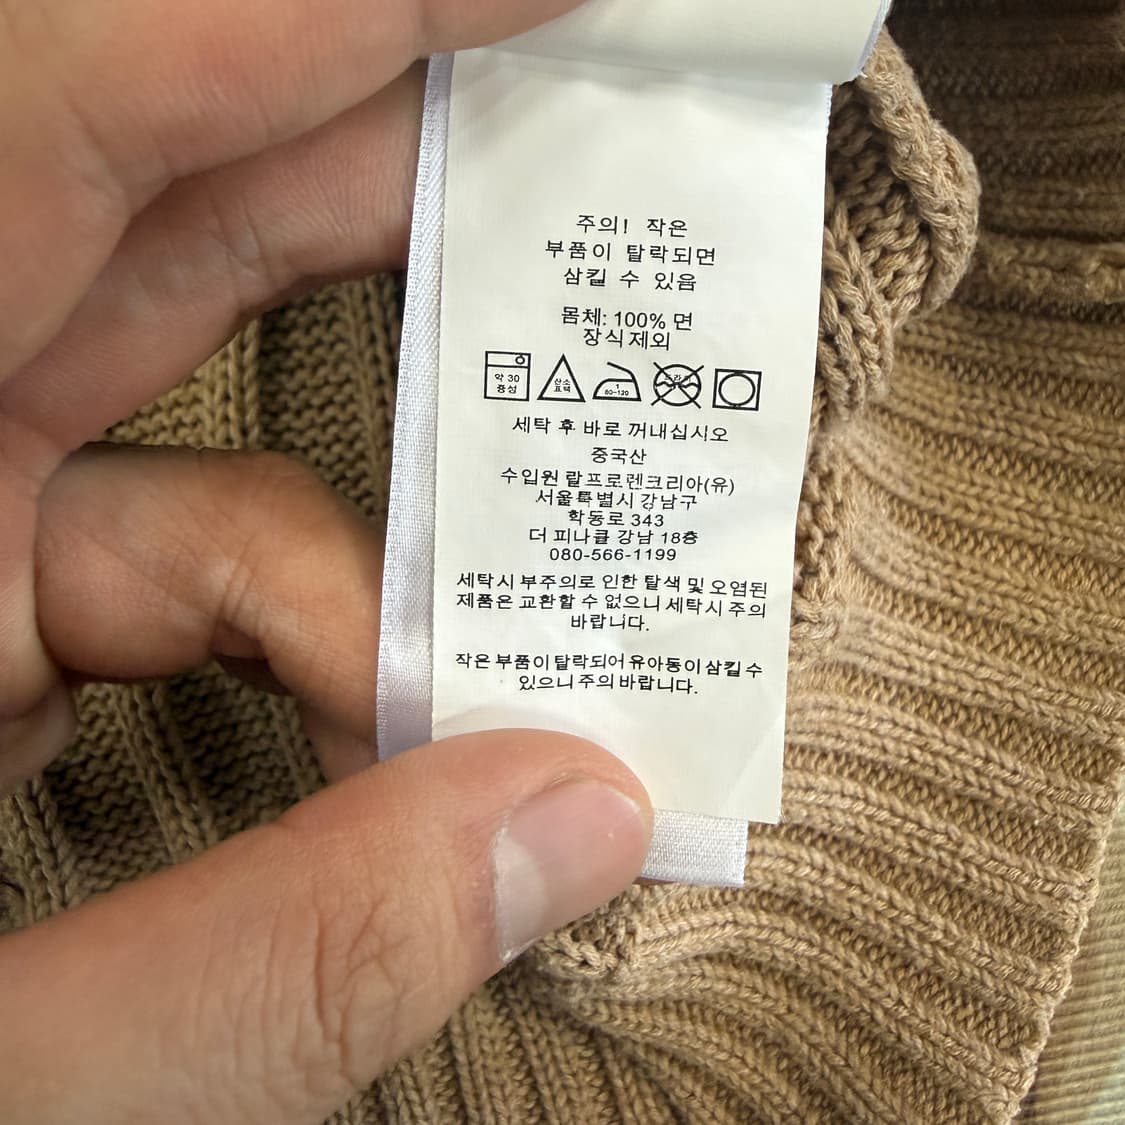 주의! 작은
부품이 탈락되면
삼킬 수 있음
몸체: 100% 면
장식제외
약 30
중성
산소
표백
1
80-120
드라이
세탁 후 바로 꺼내십시오
중국산
수입원 랄프로렌코리아(유)
서울특별시 강남구
학동로 343
더 피나클 강남 18층
080-566-1199
세탁시 부주의로 인한 탈색 및 오염된
제품은 교환할 수 없으니 세탁시 주의
바랍니다.
작은 부품이 탈락되어 유아동이 삼킬 수
있으니 주의 바랍니다.